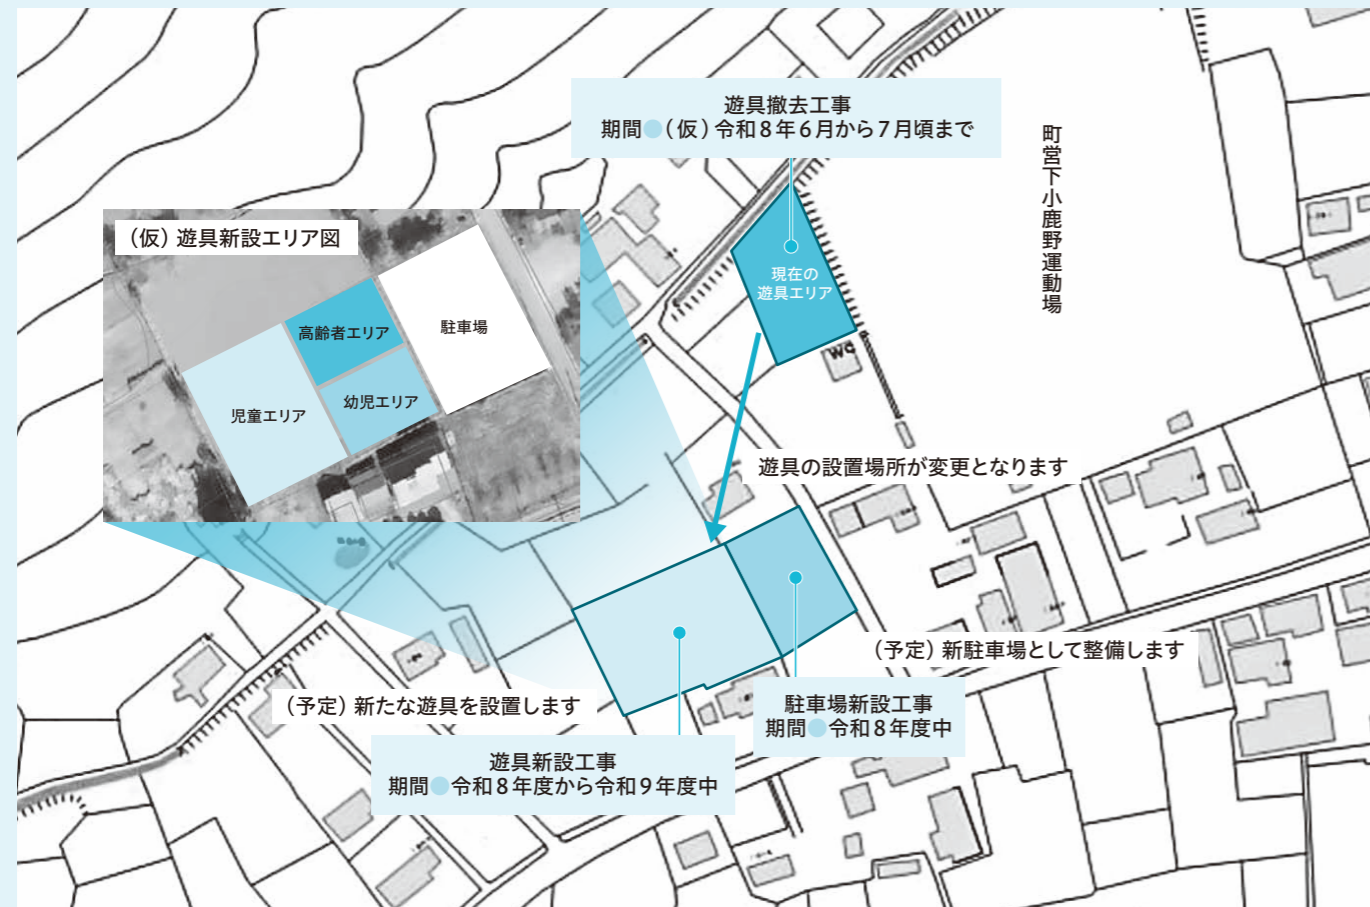 遊具撤去工事
期間●(仮)令和8年6月から7月頃まで
町営下小鹿野運動場
(仮)遊具新設エリア図
高齢者エリア
駐車場
児童エリア
幼児エリア
現在の
遊具エリア
WC
遊具の設置場所が変更となります
(予定)新駐車場として整備します
(予定)新たな遊具を設置します
駐車場新設工事
期間●令和8年度中
遊具新設工事
期間●令和8年度から令和9年度中